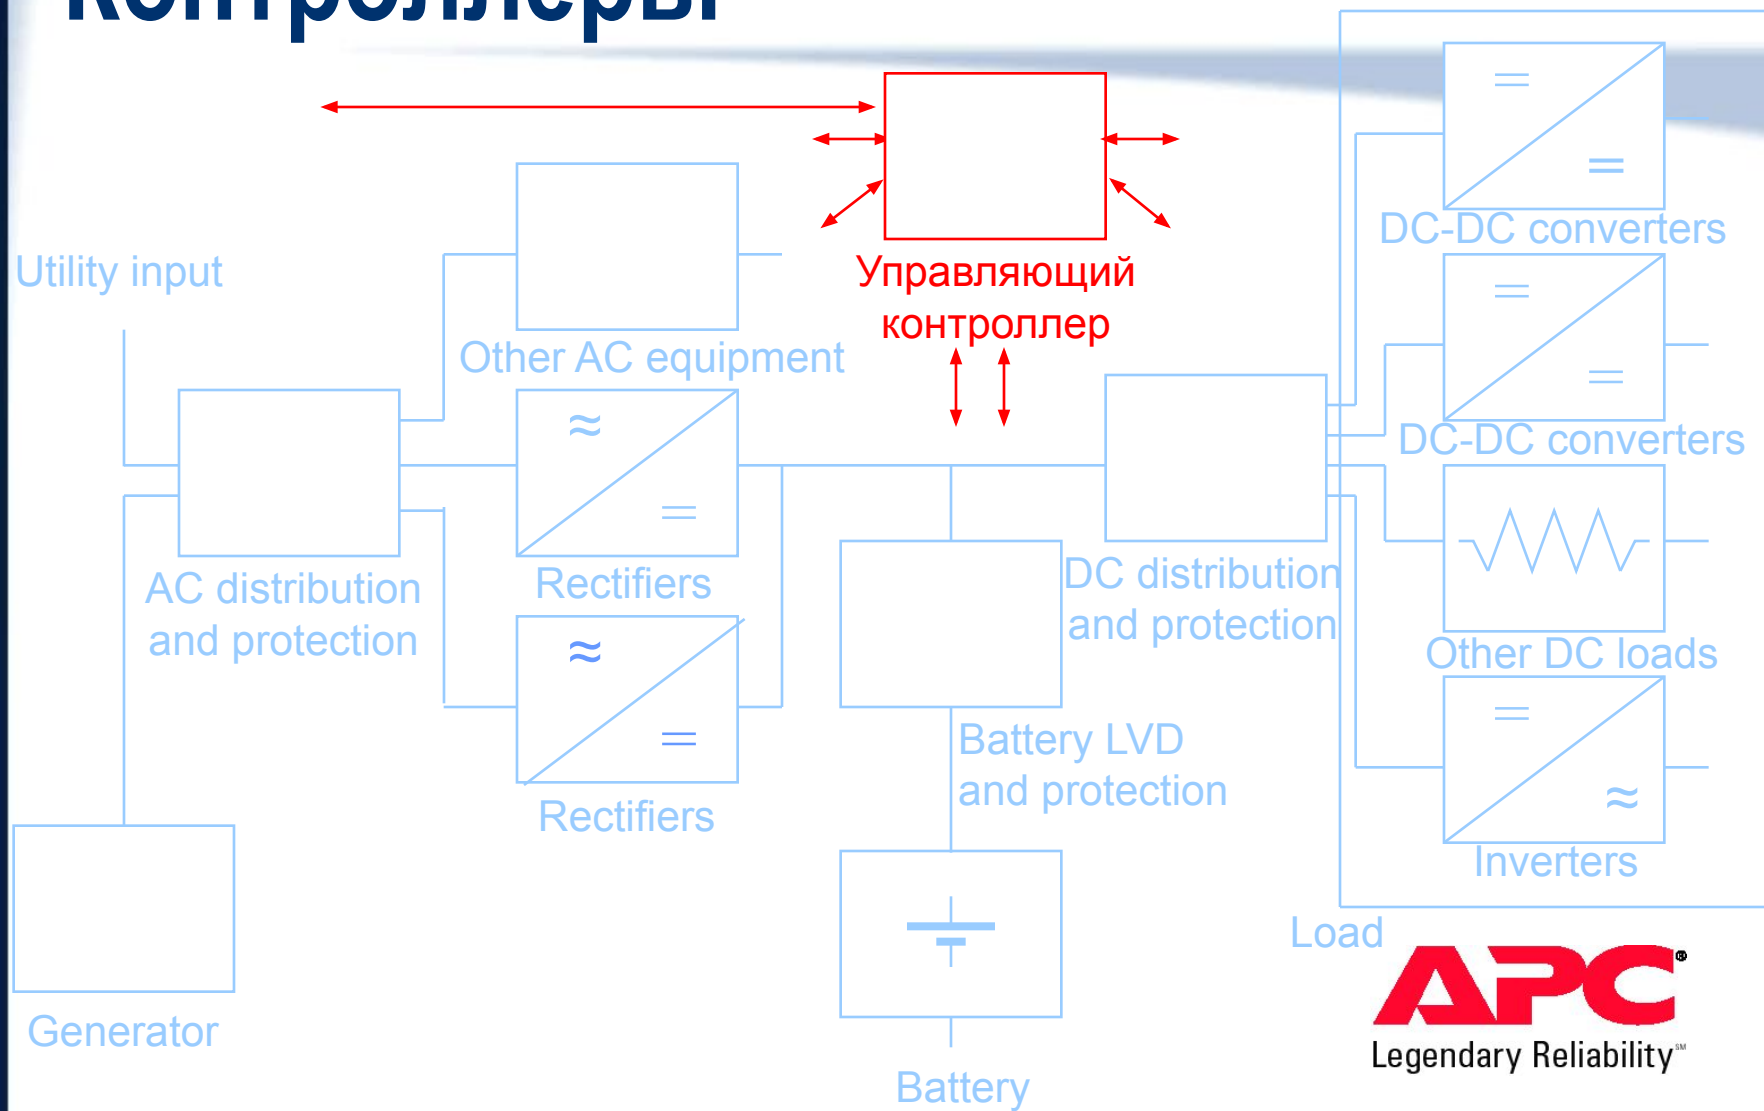 контроллеры
DC-DC converters
Utility input
Управляющий
контроллер
Other AC equipment
DC-DC converters
AC distribution
and protection
Rectifiers
DC distribution
and protection
Other DC loads
Battery LVD
and protection
Rectifiers
Inverters
Load
APC®
Legendary Reliability℠
Generator
Battery